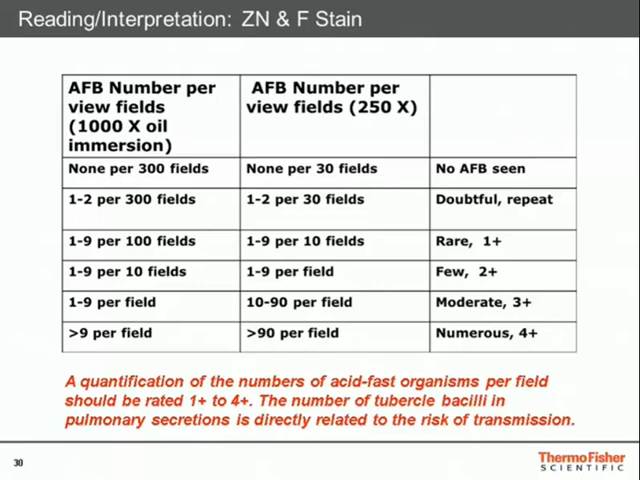 Reading/Interpretation: ZN & F Stain
AFB Number per
view fields
(1000 X oil
immersion)
AFB Number per
view fields (250 X)
None per 300 fields
None per 30 fields
No AFB seen
1-2 per 300 fields
1-2 per 30 fields
Doubtful, repeat
1-9 per 100 fields
1-9 per 10 fields
Rare, 1+
1-9 per 10 fields
1-9 per field
Few, 2+
1-9 per field
10-90 per field
Moderate, 3+
>9 per field
>90 per field
Numerous, 4+
A quantification of the numbers of acid-fast organisms per field
should be rated 1+ to 4+. The number of tubercle bacilli in
pulmonary secretions is directly related to the risk of transmission.
30
ThermoFisher
SCIENTIFIC